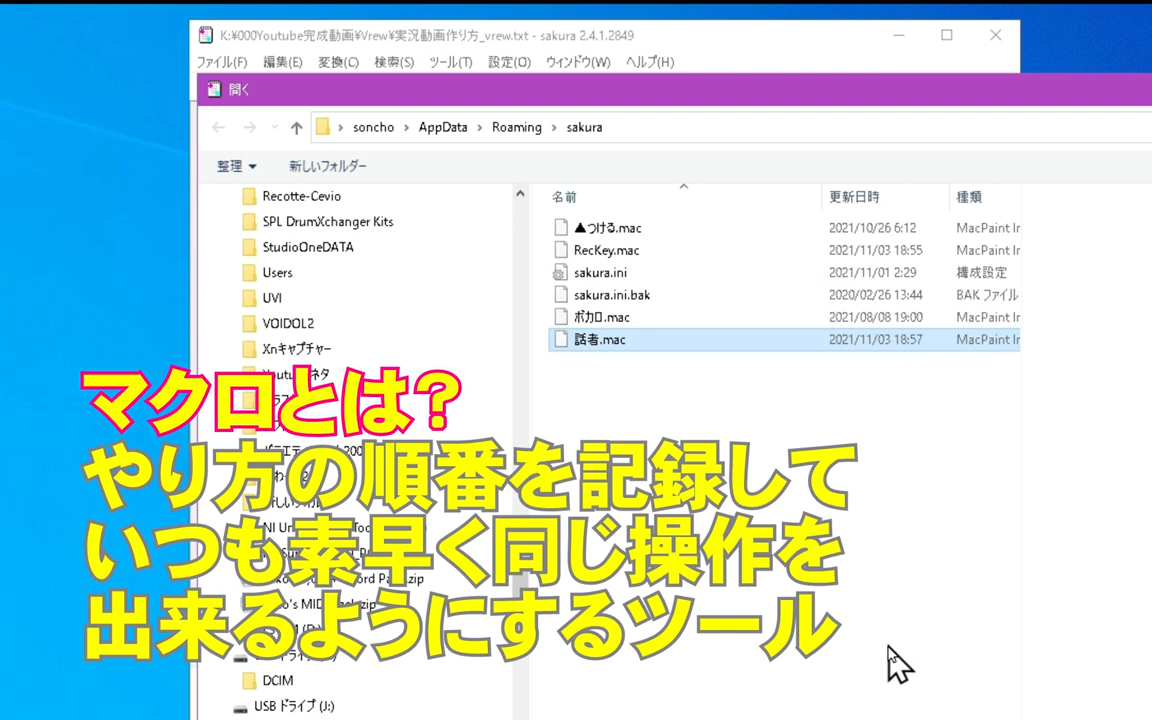 K:¥000Youtube完成動画¥Vrew¥実況動画作り方_vrew.txt - sakura 2.4.1.2849
ファイル(F) 編集(E) 変換(C) 検索(S) ツール(T) 設定(O) ウィンドウ(W) ヘルプ(H)
開く
soncho > AppData > Roaming > sakura
整理 新しいフォルダー
名前 更新日時 種類
Recotte-Cevio
SPL DrumXchanger Kits
StudioOneDATA
Users
UVI
VOIDOL2
Xnキャプチャー
▲つける.mac 2021/10/26 6:12 MacPaint Ir
RecKey.mac 2021/11/03 18:55 MacPaint Ir
sakura.ini 2021/11/01 2:29 構成設定
sakura.ini.bak 2020/02/26 13:44 BAK ファイル
ボカロ.mac 2021/08/08 19:00 MacPaint Ir
話者.mac 2021/11/03 18:57 MacPaint Ir
マクロとは?
やり方の順番を記録して
いつも素早く同じ操作を
出来るようにするツール
DCIM
USB ドライブ (J:)